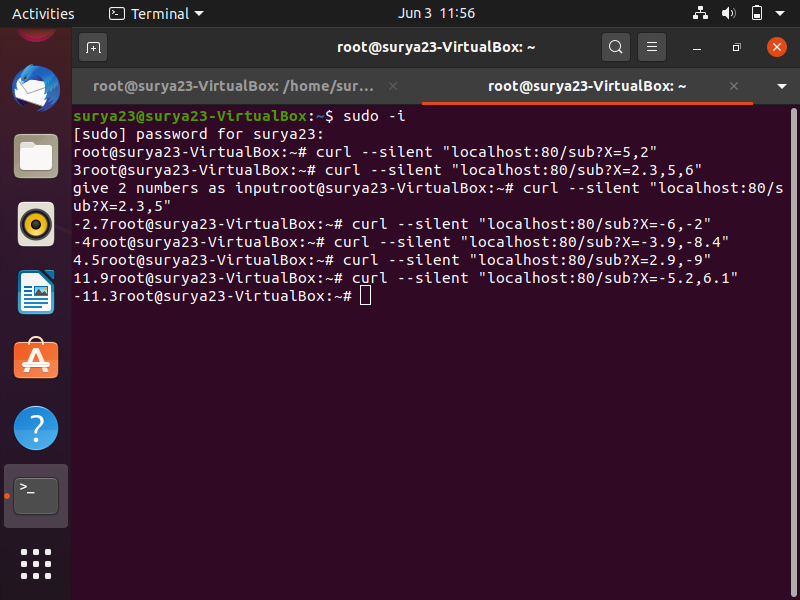 Activities Terminal Jun 3 11:56
root@surya23-VirtualBox: ~
root@surya23-VirtualBox: /home/sur... root@surya23-VirtualBox: ~
surya23@surya23-VirtualBox:~$ sudo -i
[sudo] password for surya23:
root@surya23-VirtualBox:~# curl --silent "localhost:80/sub?X=5,2"
3root@surya23-VirtualBox:~# curl --silent "localhost:80/sub?X=2.3,5,6"
give 2 numbers as inputroot@surya23-VirtualBox:~# curl --silent "localhost:80/s
ub?X=2.3,5"
-2.7root@surya23-VirtualBox:~# curl --silent "localhost:80/sub?X=-6,-2"
-4root@surya23-VirtualBox:~# curl --silent "localhost:80/sub?X=-3.9,-8.4"
4.5root@surya23-VirtualBox:~# curl --silent "localhost:80/sub?X=2.9,-9"
11.9root@surya23-VirtualBox:~# curl --silent "localhost:80/sub?X=-5.2,6.1"
-11.3root@surya23-VirtualBox:~#